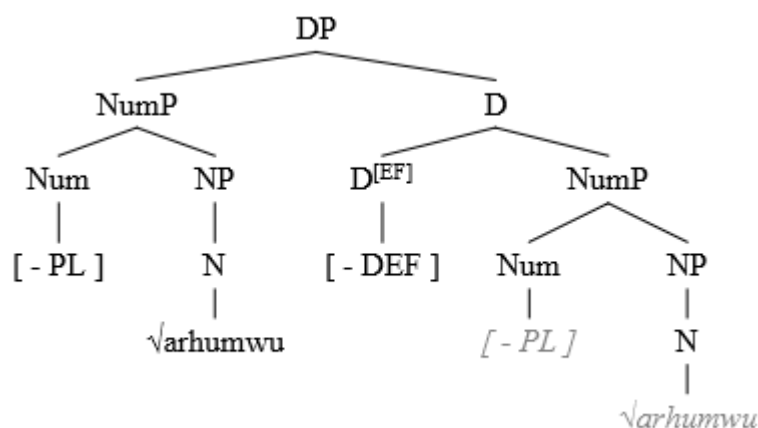 DP
NumP D
Num NP D[EF] NumP
[ - PL ] N [ - DEF ] Num NP
√arhumwu [ - PL ] N
√arhumwu